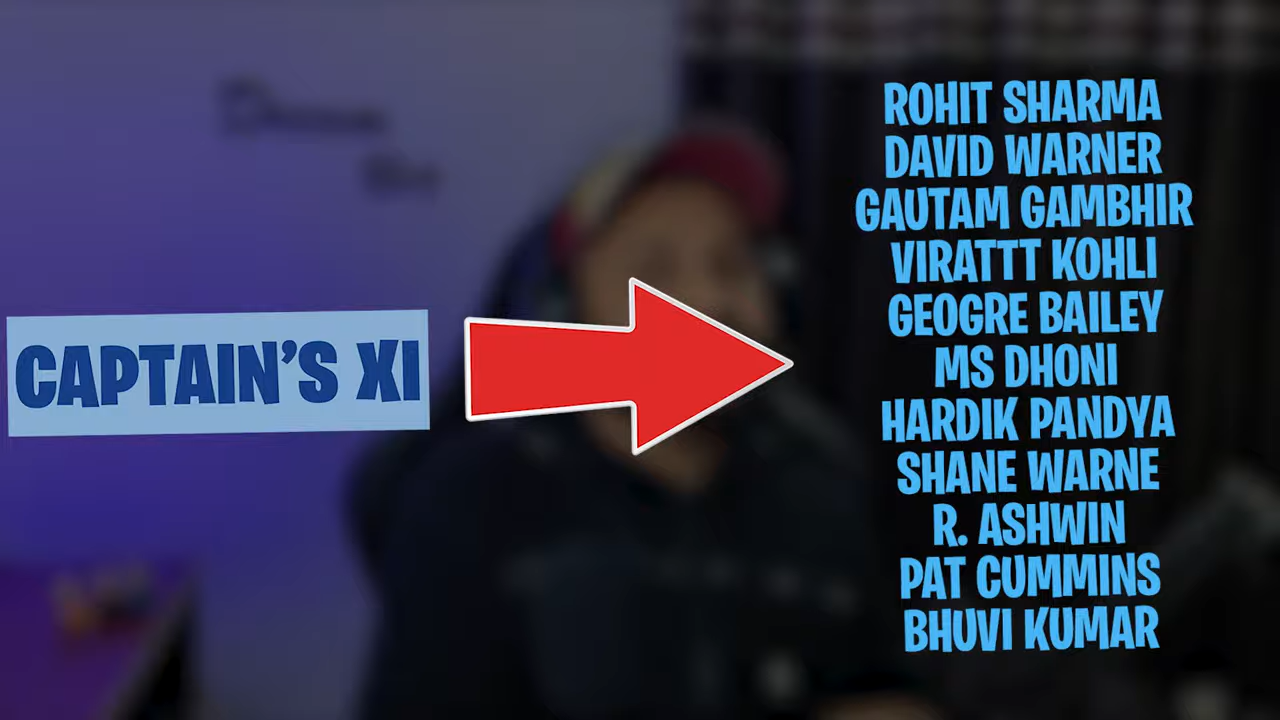 CAPTAIN'S XI
ROHIT SHARMA
DAVID WARNER
GAUTAM GAMBHIR
VIRATTT KOHLI
GEOGRE BAILEY
MS DHONI
HARDIK PANDYA
SHANE WARNE
R. ASHWIN
PAT CUMMINS
BHUVI KUMAR